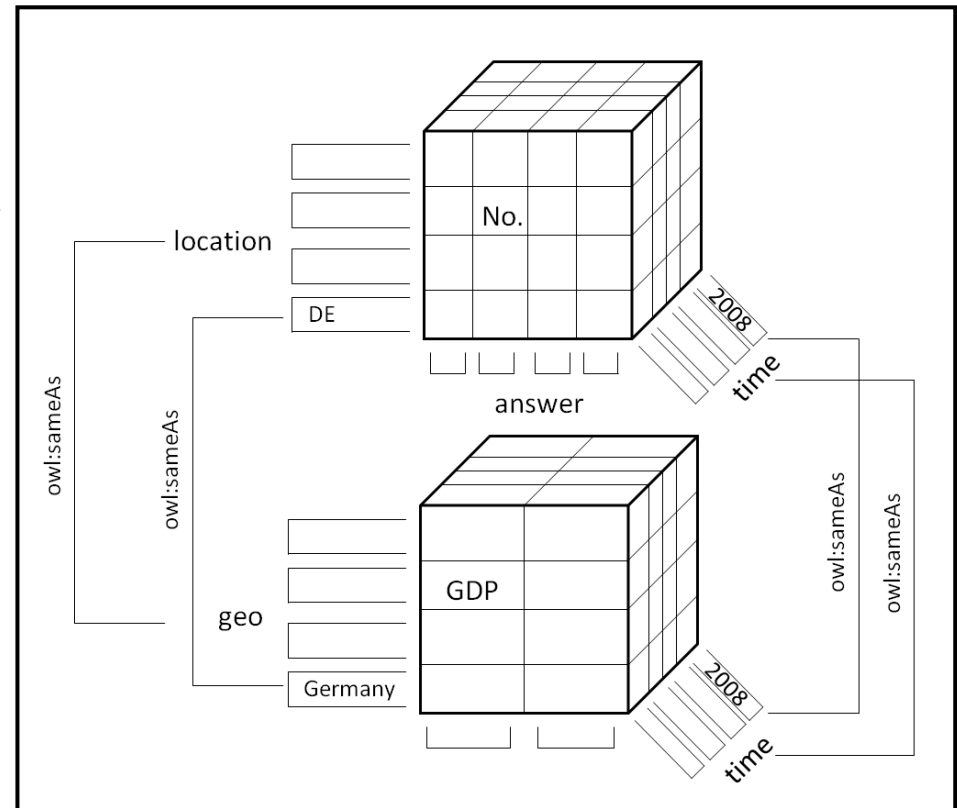 No.
location
DE
2008
time
answer
owl:sameAs
owl:sameAs
owl:sameAs
owl:sameAs
GDP
geo
Germany
2008
time